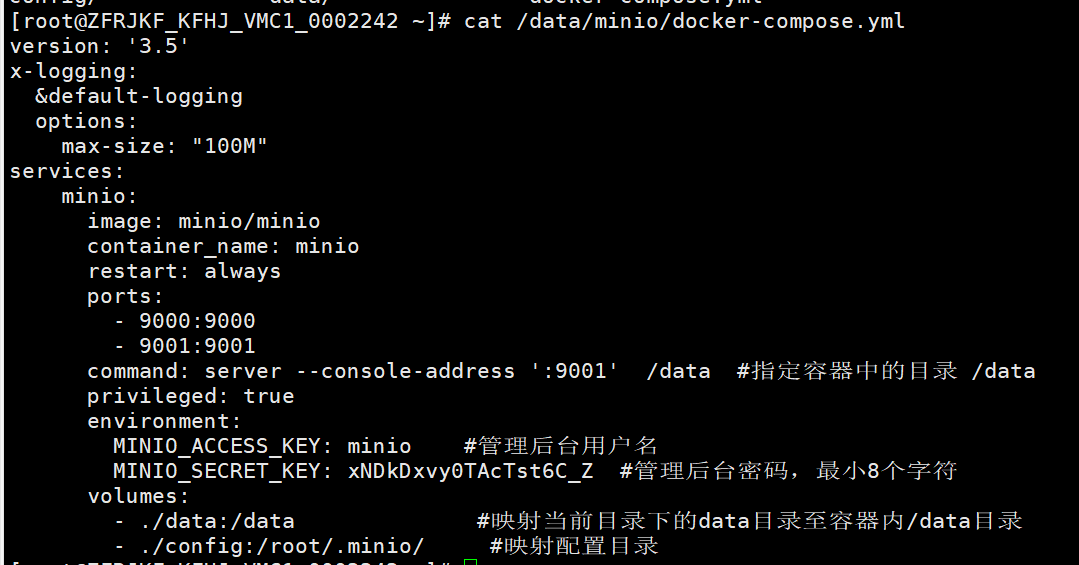 [root@ZFRJKF_KFHJ_VMC1_0002242 ~]# cat /data/minio/docker-compose.yml
version: '3.5'
x-logging:
  &default-logging
  options:
    max-size: "100M"
services:
    minio:
      image: minio/minio
      container_name: minio
      restart: always
      ports:
        - 9000:9000
        - 9001:9001
      command: server --console-address ':9001'  /data  #指定容器中的目录 /data
      privileged: true
      environment:
        MINIO_ACCESS_KEY: minio    #管理后台用户名
        MINIO_SECRET_KEY: xNDkDxvy0TAcTst6C_Z  #管理后台密码，最小8个字符
      volumes:
        - ./data:/data              #映射当前目录下的data目录至容器内/data目录
        - ./config:/root/.minio/     #映射配置目录